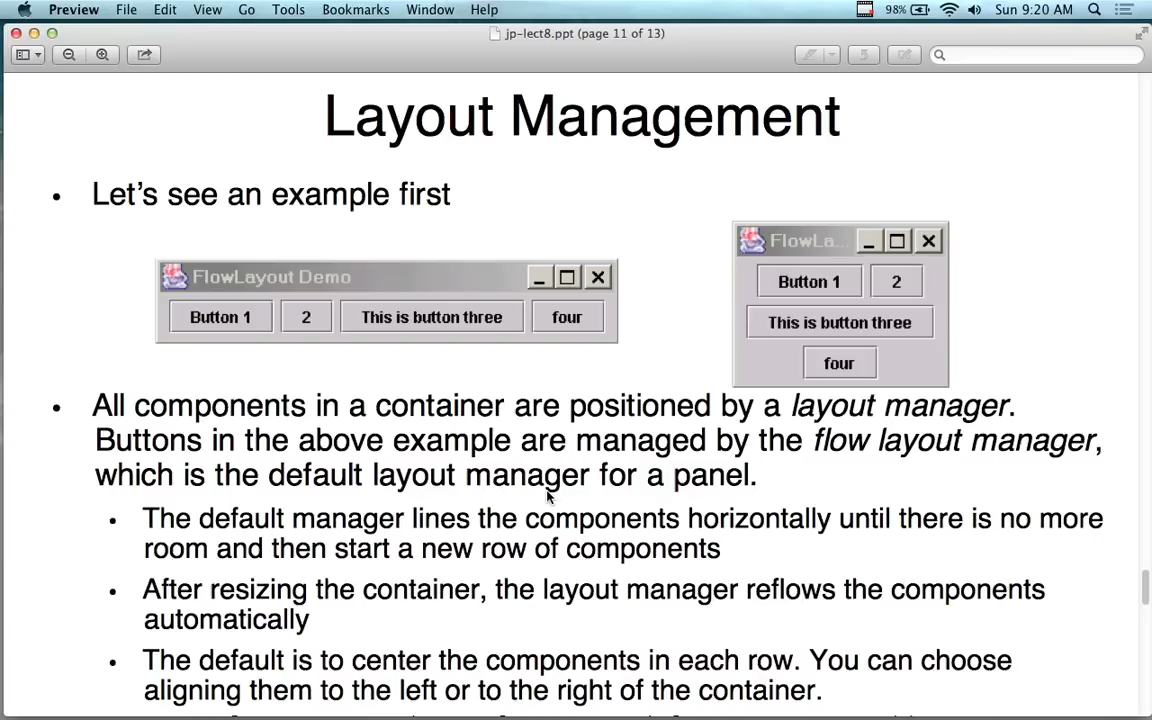 Preview File Edit View Go Tools Bookmarks Window Help 98% Sun 9:20 AM
jp-lect8.ppt (page 11 of 13)
Layout Management
• Let’s see an example first
FlowLayout Demo
Button 1 2 This is button three four
FlowLa...
Button 1 2
This is button three
four
• All components in a container are positioned by a layout manager.
Buttons in the above example are managed by the flow layout manager,
which is the default layout manager for a panel.
• The default manager lines the components horizontally until there is no more
room and then start a new row of components
• After resizing the container, the layout manager reflows the components
automatically
• The default is to center the components in each row. You can choose
aligning them to the left or to the right of the container.